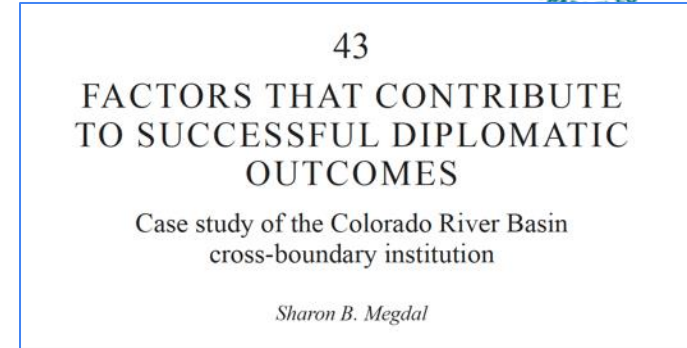 43
FACTORS THAT CONTRIBUTE
TO SUCCESSFUL DIPLOMATIC
OUTCOMES
Case study of the Colorado River Basin
cross-boundary institution
Sharon B. Megdal